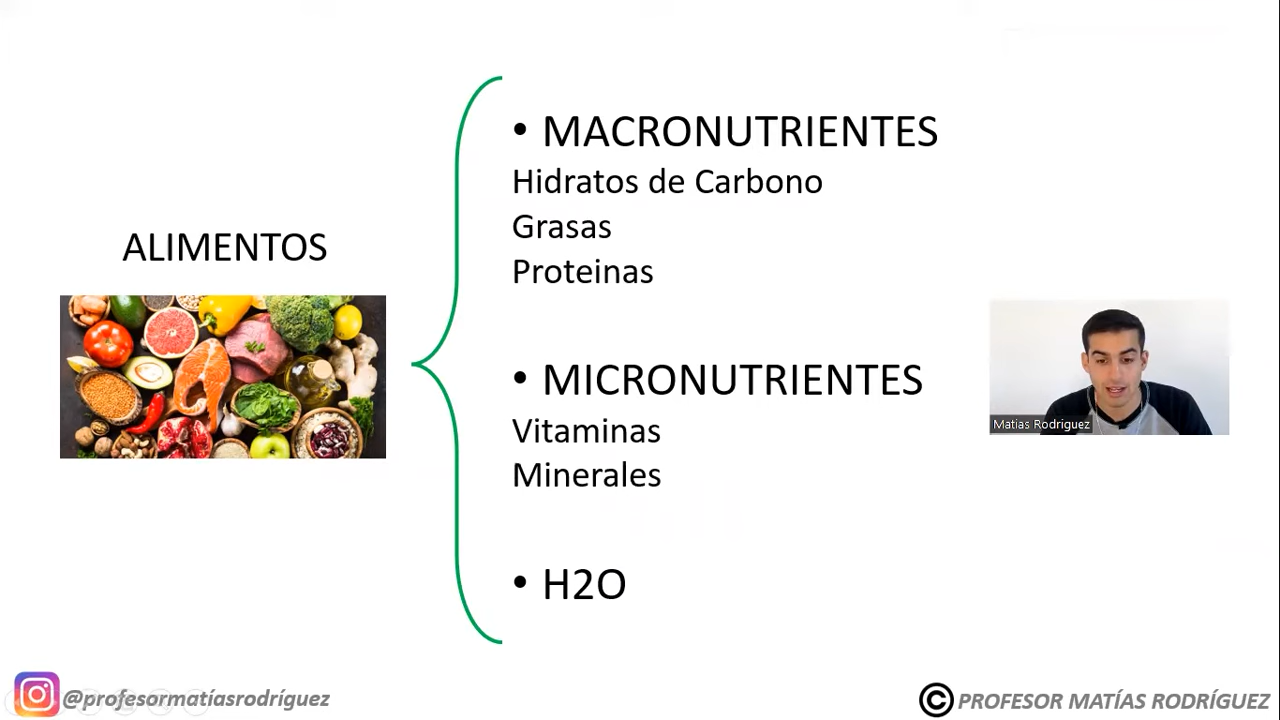 ALIMENTOS
• MACRONUTRIENTES
Hidratos de Carbono
Grasas
Proteinas
• MICRONUTRIENTES
Vitaminas
Minerales
• H2O
Matias Rodriguez
@profesormatíasrodríguez
© PROFESOR MATÍAS RODRÍGUEZ